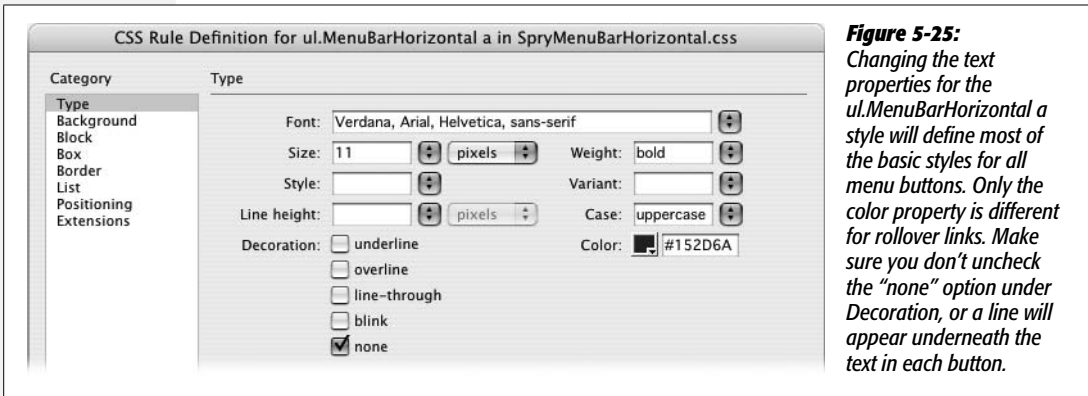 CSS Rule Definition for ul.MenuBarHorizontal a in SpryMenuBarHorizontal.css
Category
Type
Background
Block
Box
Border
List
Positioning
Extensions
Type
Font: Verdana, Arial, Helvetica, sans-serif
Size: 11 pixels Weight: bold
Style: Variant:
Line height: pixels Case: uppercase
Decoration: underline Color: #152D6A
overline
line-through
blink
none
Figure 5-25:
Changing the text
properties for the
ul.MenuBarHorizontal a
style will define most of
the basic styles for all
menu buttons. Only the
color property is different
for rollover links. Make
sure you don't uncheck
the "none" option under
Decoration, or a line will
appear underneath the
text in each button.